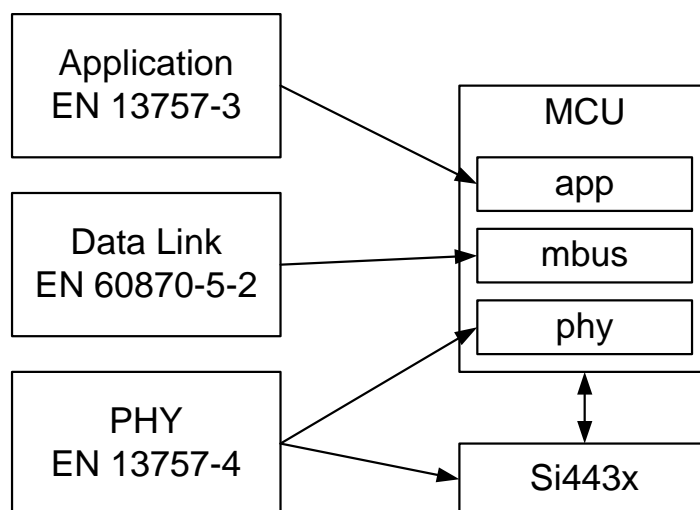 Application
EN 13757-3
Data Link
EN 60870-5-2
PHY
EN 13757-4
MCU
app
mbus
phy
Si443x